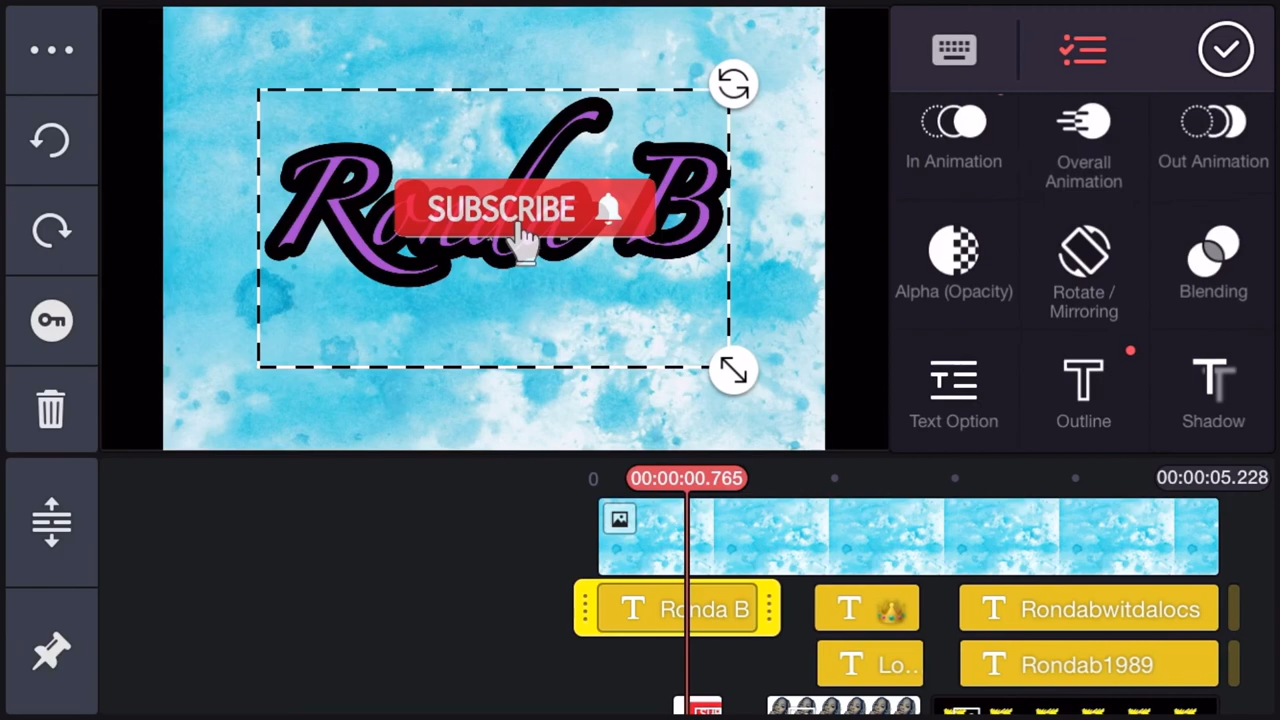 Ronda B
SUBSCRIBE
In Animation
Overall
Animation
Out Animation
Alpha (Opacity)
Rotate /
Mirroring
Blending
Text Option
Outline
Shadow
0
00:00:00.765
00:00:05.228
T Ronda B
T 👑
T Rondabwitdalocs
T Lo..
T Rondab1989